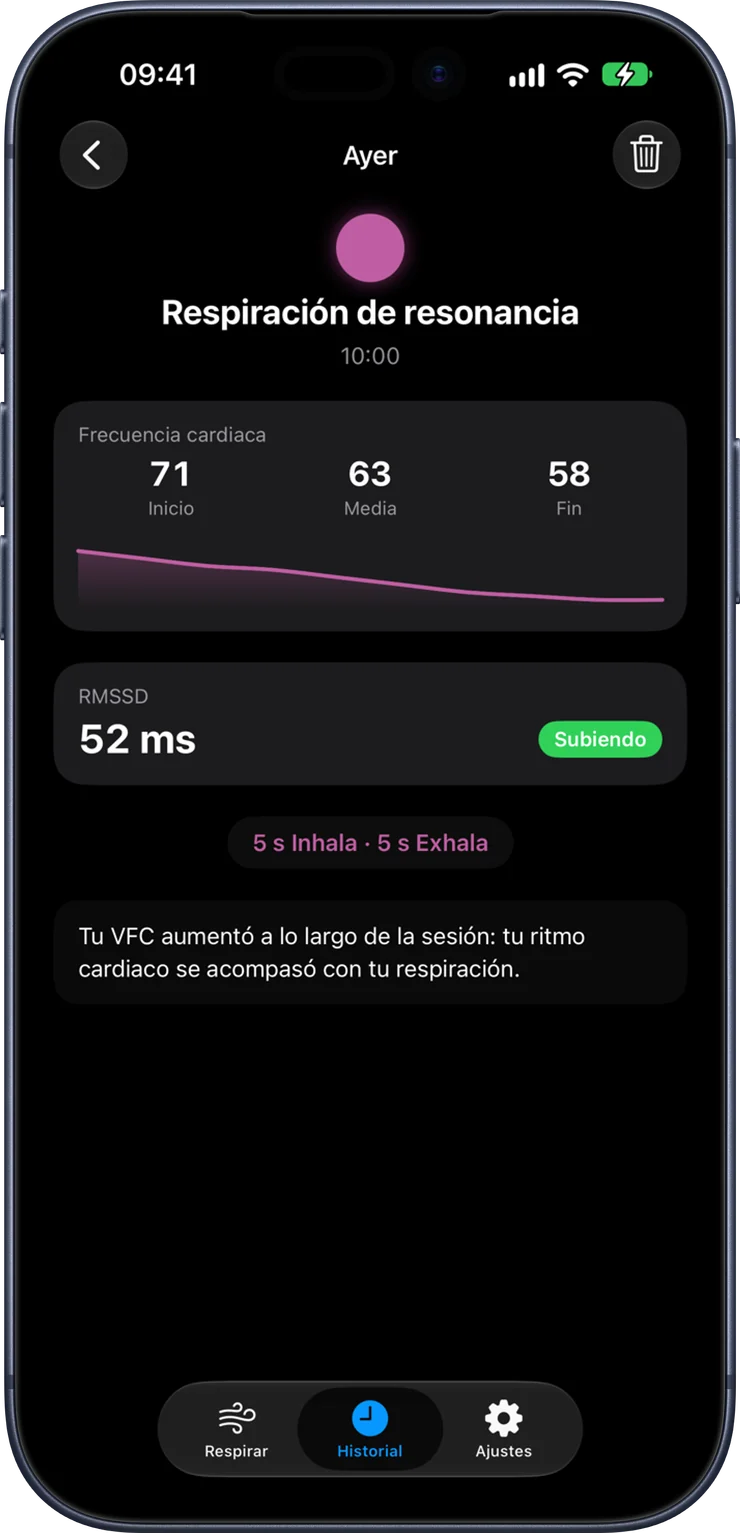 09:41
Ayer
Respiración de resonancia
10:00
Frecuencia cardiaca
71 63 58
Inicio Media Fin
RMSSD
52 ms Subiendo
5 s Inhala · 5 s Exhala
Tu VFC aumentó a lo largo de la sesión: tu ritmo
cardiaco se acompasó con tu respiración.
Respirar Historial Ajustes